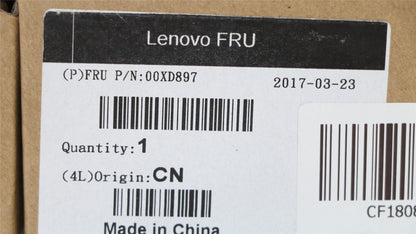 Lenovo FRU
(P)FRU P/N:00XD897 2017-03-23
Quantity:1
(4L)Origin:CN
Made in China
CF1808